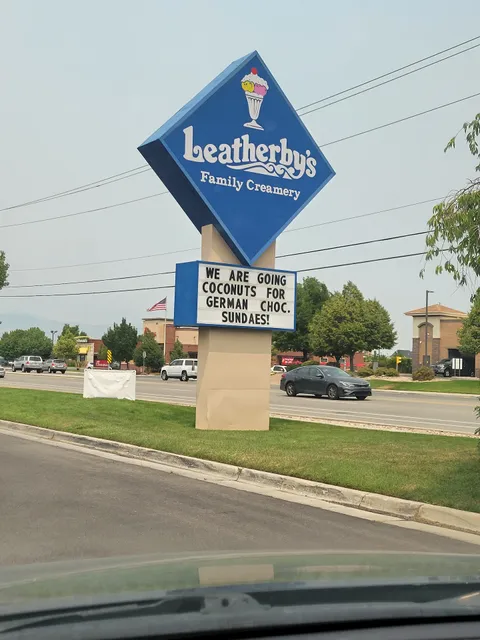 Leatherby's
Family Creamery
WE ARE GOING
COCONUTS FOR
GERMAN CHOC.
SUNDAES!